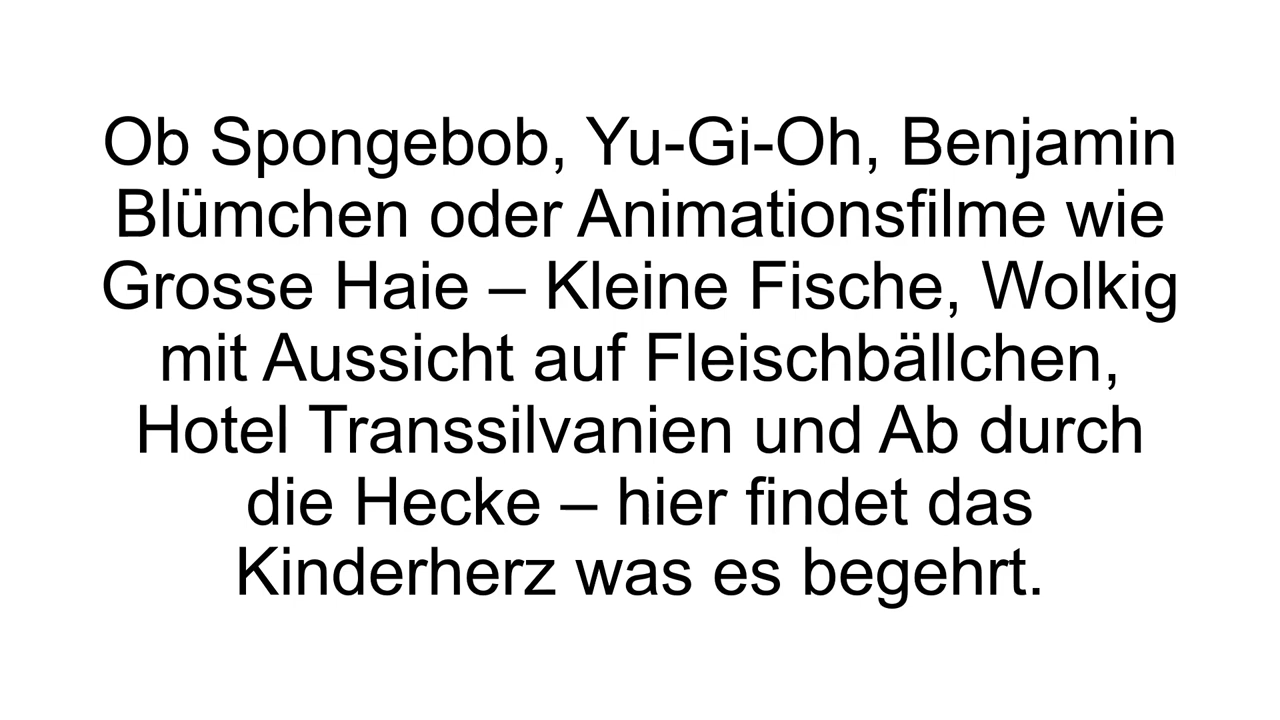 Ob Spongebob, Yu-Gi-Oh, Benjamin
Blümchen oder Animationsfilme wie
Grosse Haie – Kleine Fische, Wolkig
mit Aussicht auf Fleischbällchen,
Hotel Transsilvanien und Ab durch
die Hecke – hier findet das
Kinderherz was es begehrt.